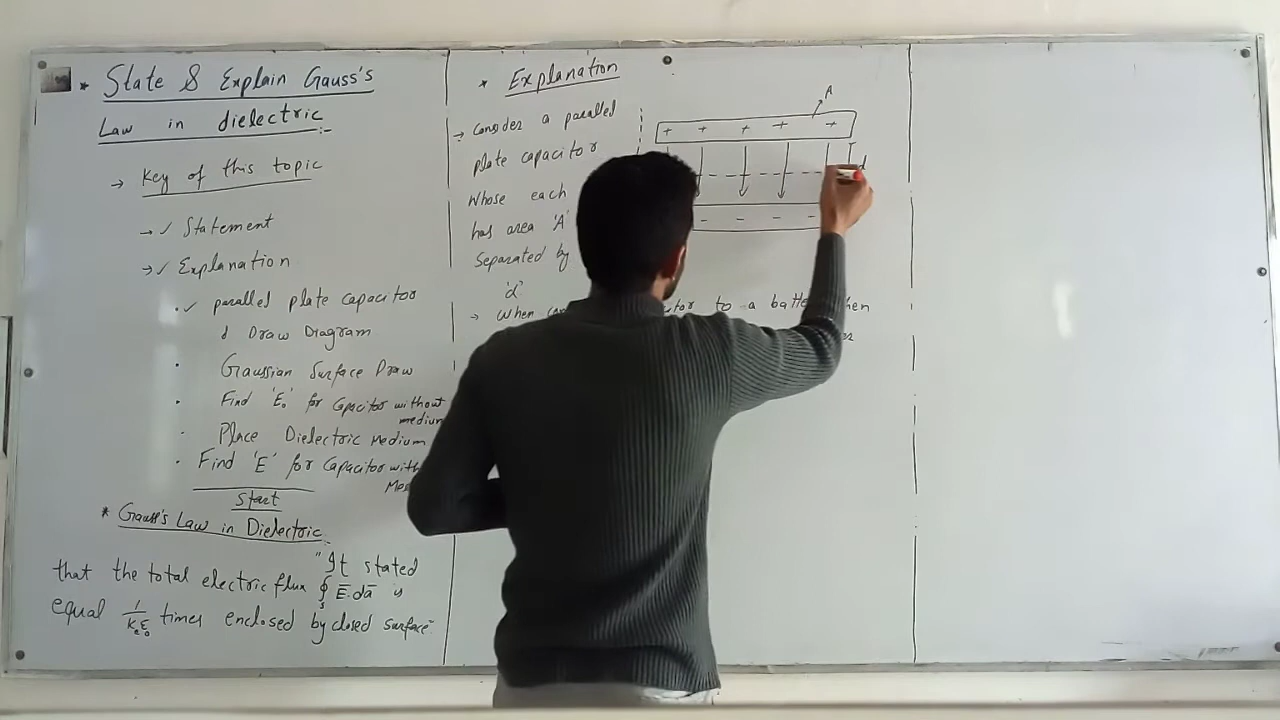 * State & Explain Gauss's
Law in dielectric :-
→ Key of this topic
→ ✓ Statement
→ ✓ Explanation
• ✓ parallel plate Capacitor
& Draw Diagram
• Gaussian Surface Draw
• Find 'E₀' for Capacitor without
medium
• Place Dielectric Medium
• Find 'E' for Capacitor with
Start
* Gauss's Law in Dielectric:
"It stated
that the total electric flux ∮s E̅.da̅ is
equal 1/KₑԐ₀ times enclosed by closed surface"
* Explanation
→ Consider a parallel
plate capacitor
Whose each
has area 'A'
Separated by
'd'
→ When to a
A
+ + + + +
d
- - - -